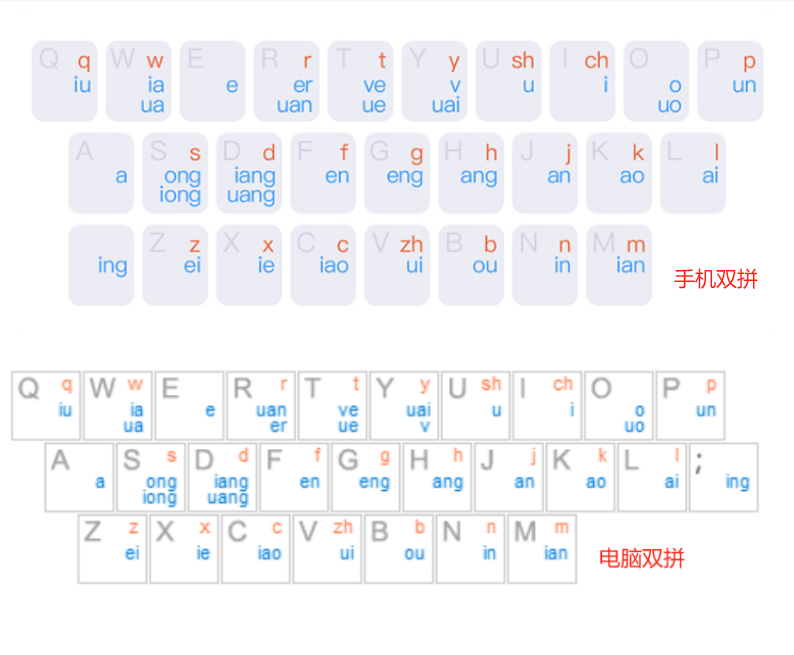 Q q W w E R r T t Y y U sh I ch O P p
iu ia e er ve v u i o un
ua uan ue uai uo
A S s D d F f G g H h J j K k L l
a ong iang en eng ang an ao ai
iong uang
Z z X x C c V zh B b N n M m
ing ei ie iao ui ou in ian
手机双拼
Q q W w E R r T t Y y U sh I ch O P p
iu ia e uan ve uai u i o un
ua er ue v uo
A S s D d F f G g H h J j K k L l ;
a ong iang en eng ang an ao ai ing
iong uang
Z z X x C c V zh B b N n M m
ei ie iao ui ou in ian
电脑双拼